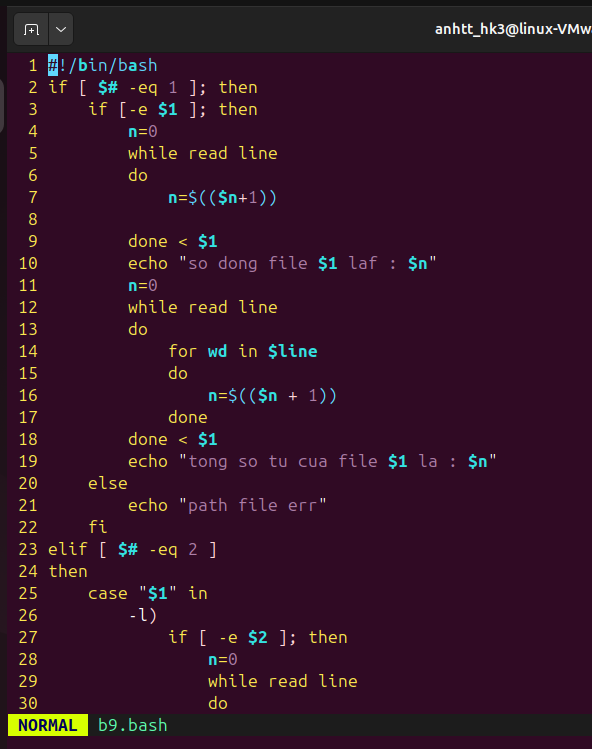 anhtt_hk3@linux-VMw
1 #!/bin/bash
2 if [ $# -eq 1 ]; then
3     if [-e $1 ]; then
4         n=0
5         while read line
6         do
7             n=$(($n+1))
8
9         done < $1
10         echo "so dong file $1 laf : $n"
11         n=0
12         while read line
13         do
14             for wd in $line
15             do
16                 n=$(($n + 1))
17             done
18         done < $1
19         echo "tong so tu cua file $1 la : $n"
20     else
21         echo "path file err"
22     fi
23 elif [ $# -eq 2 ]
24 then
25     case "$1" in
26         -l)
27             if [ -e $2 ]; then
28                 n=0
29                 while read line
30                 do
NORMAL b9.bash